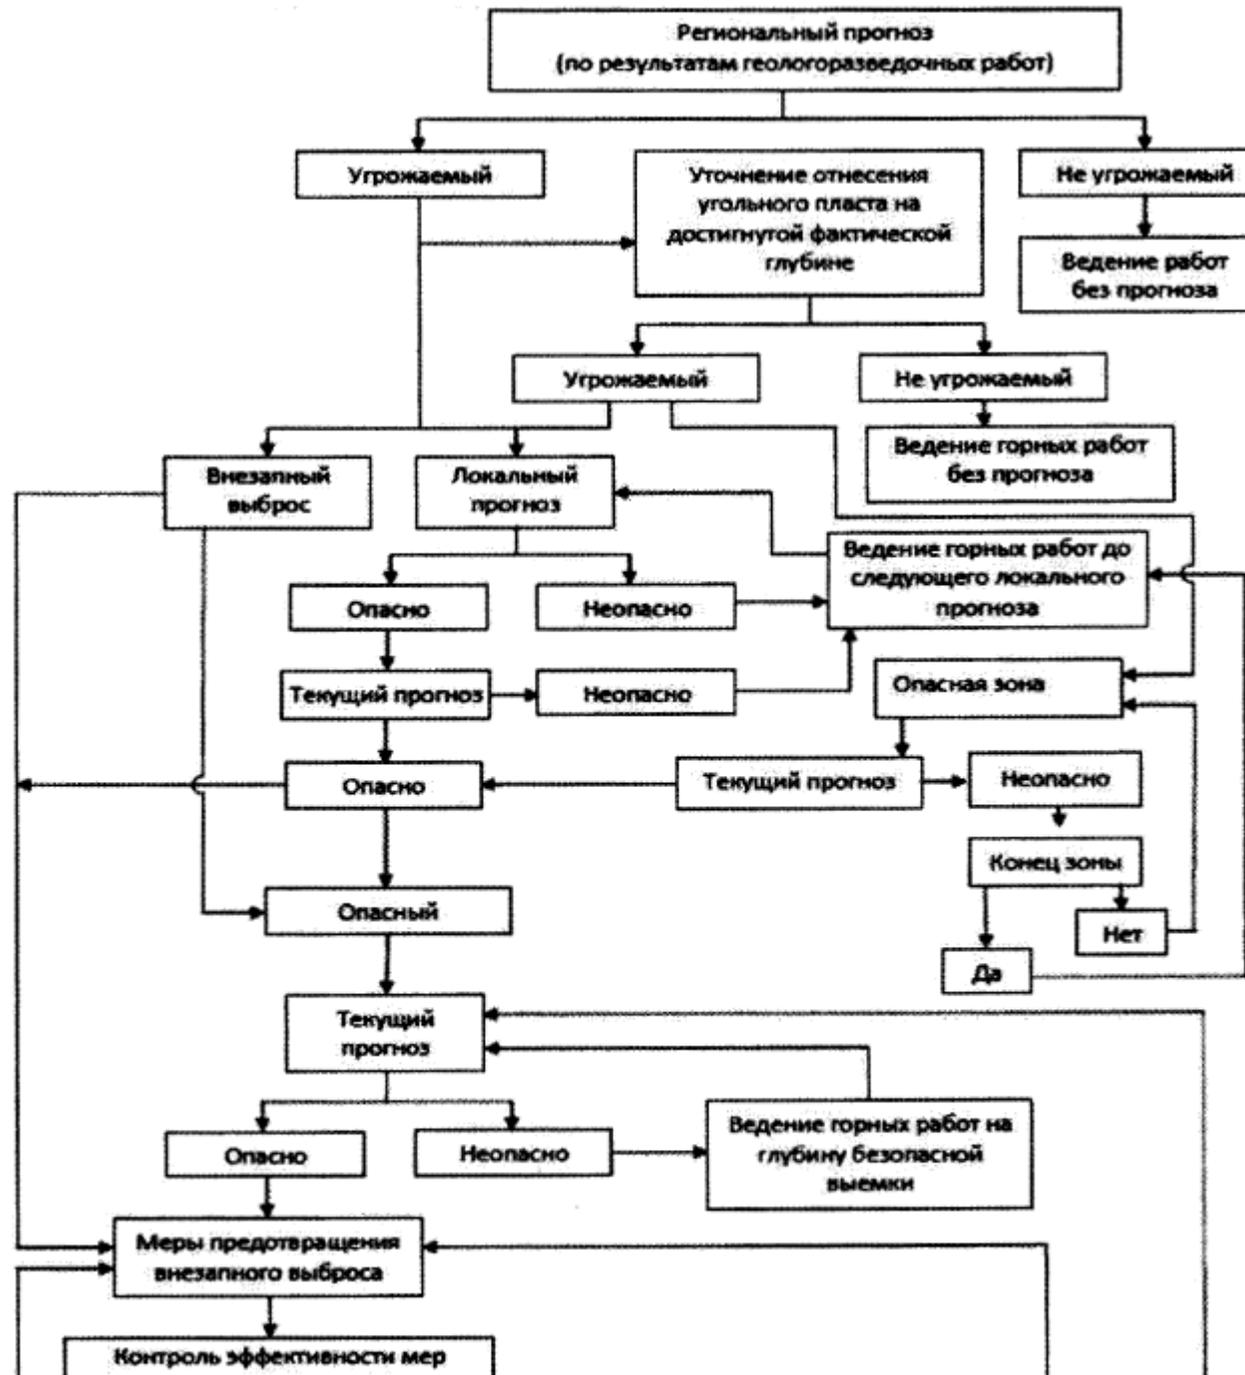 Региональный прогноз
(по результатам геологоразведочных работ)
Угрожаемый
Уточнение отнесения
угольного пласта на
достигнутой фактической
глубине
Не угрожаемый
Ведение работ
без прогноза
Угрожаемый
Не угрожаемый
Ведение горных работ
без прогноза
Внезапный
выброс
Локальный
прогноз
Ведение горных работ до
следующего локального
прогноза
Опасно
Неопасно
Текущий прогноз
Неопасно
Опасная зона
Опасно
Текущий прогноз
Неопасно
Конец зоны
Опасный
Нет
Да
Текущий
прогноз
Опасно
Неопасно
Ведение горных работ на
глубину безопасной
выемки
Меры предотвращения
внезапного выброса
Контроль эффективности мер